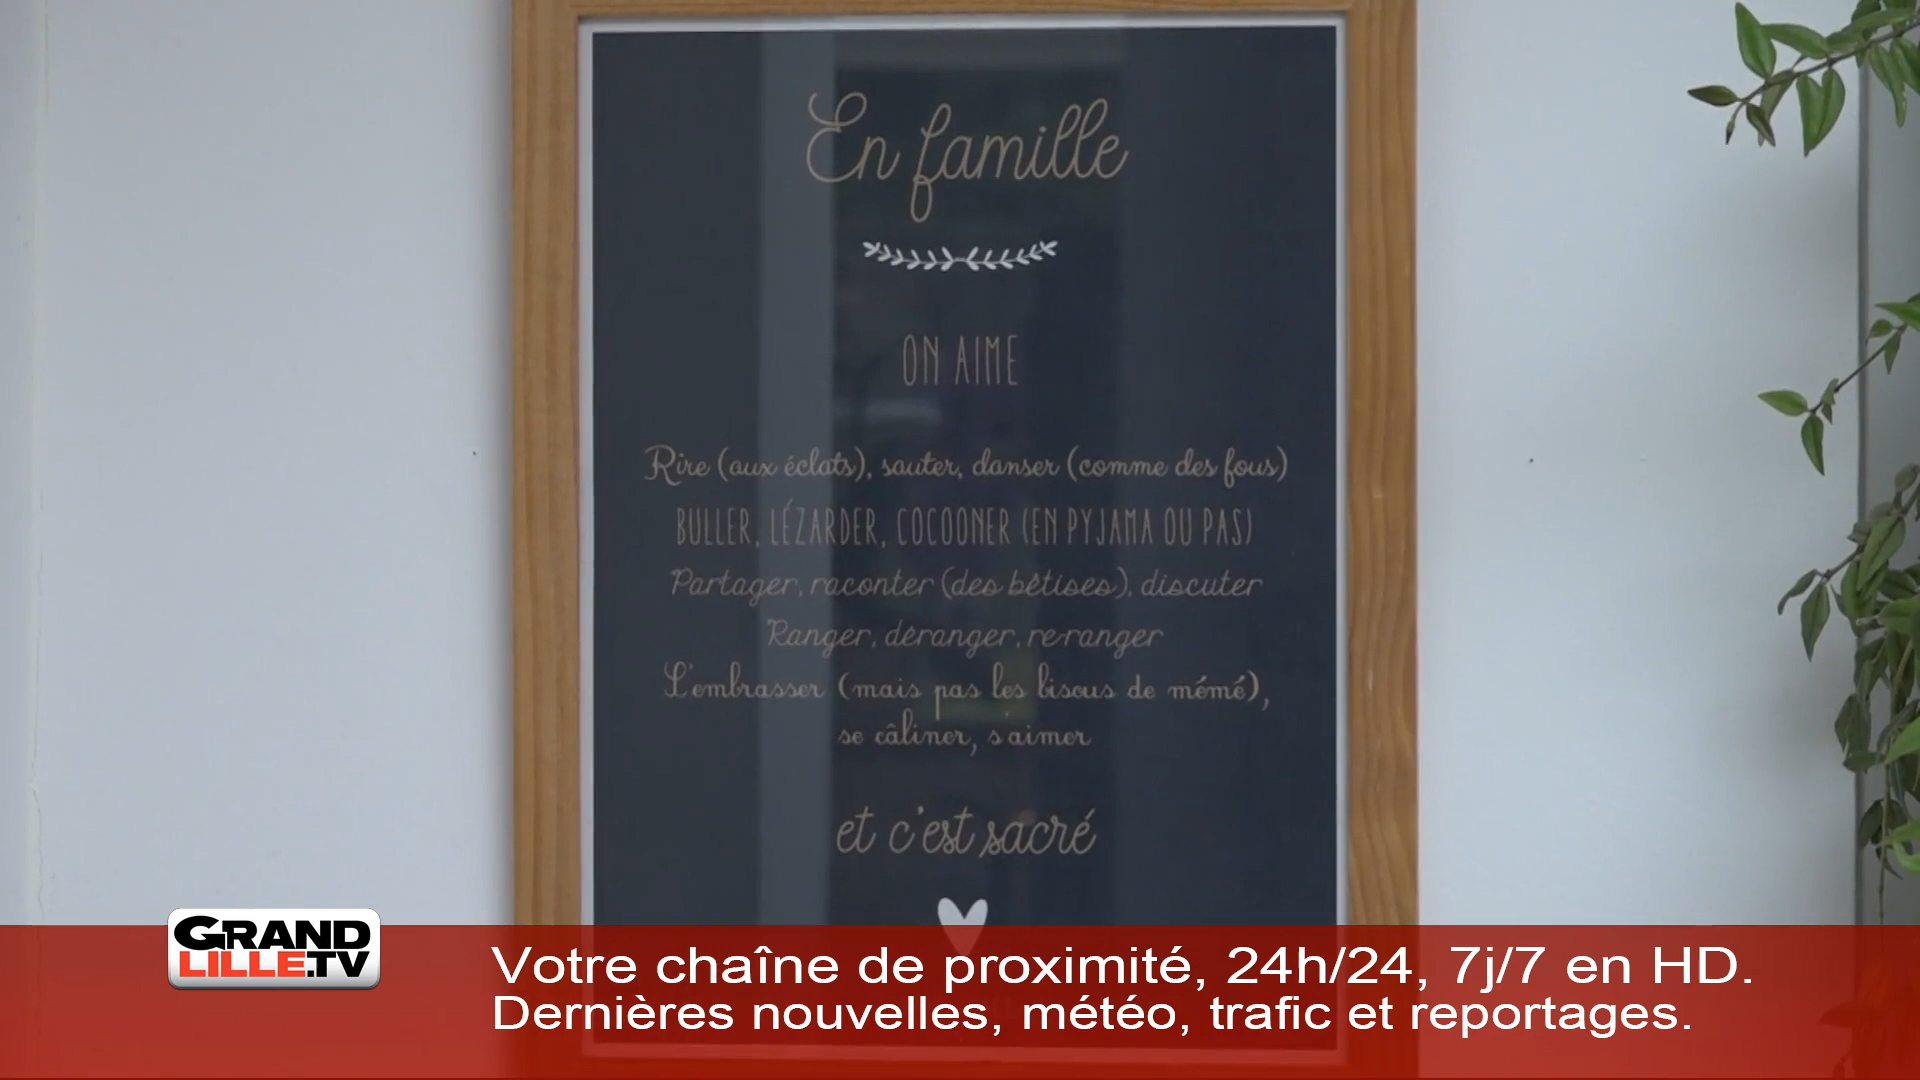 En famille
ON AIME
Rire (aux éclats), sauter, danser (comme des fous)
BULLER, LÉZARDER, COCOONER (EN PYJAMA OU PAS)
Partager, raconter (des bêtises), discuter
Ranger, déranger, re-ranger
S'embrasser (mais pas les bisous de mémé),
se câliner, s'aimer
et c'est sacré
GRAND
LILLE.TV
Votre chaîne de proximité, 24h/24, 7j/7 en HD.
Dernières nouvelles, météo, trafic et reportages.